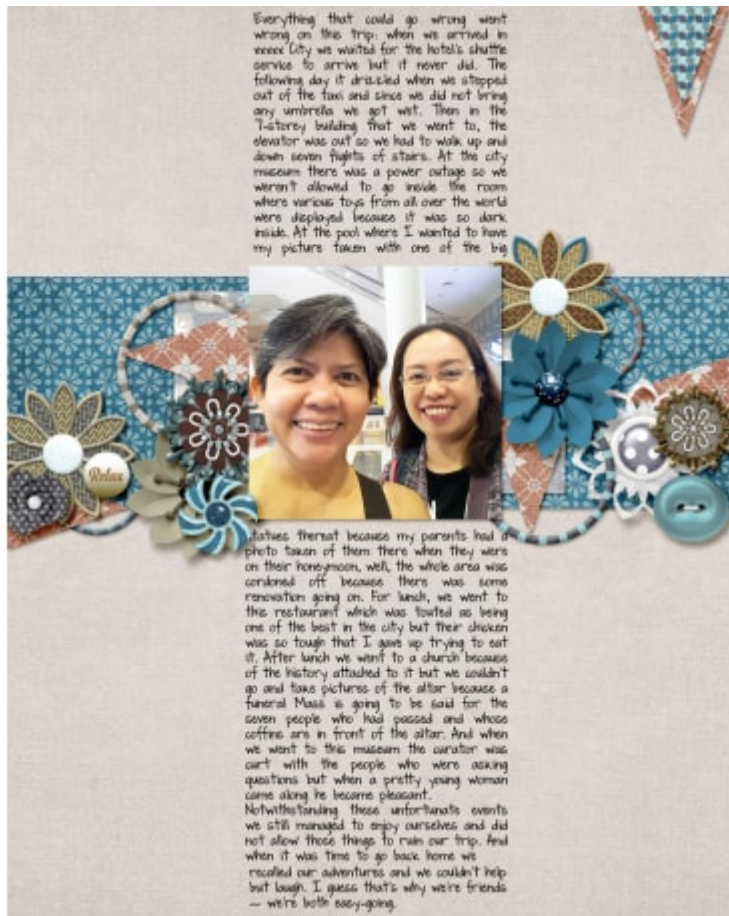 Everything that could go wrong went
wrong on this trip: when we arrived in
xxxxx City we waited for the hotel's shuttle
service to arrive but it never did. The
following day it drizzled when we stepped
out of the taxi and since we did not bring
any umbrella we got wet. Then in the
7-storey building that we went to, the
elevator was out so we had to walk up and
down seven flights of stairs. At the city
museum there was a power outage so we
weren't allowed to go inside the room
where various toys from all over the world
were displayed because it was so dark
inside. At the pool where I wanted to have
my picture taken with one of the big
Relax
statues thereat because my parents had a
photo taken of them there when they were
on their honeymoon, well, the whole area was
cordoned off because there was some
renovation going on. For lunch, we went to
this restaurant which was touted as being
one of the best in the city but their chicken
was so tough that I gave up trying to eat
it. After lunch we went to a church because
of the history attached to it but we couldn't
go and take pictures of the altar because a
funeral Mass is going to be said for the
seven people who had passed and whose
coffins are in front of the altar. And when
we went to this museum the curator was
curt with the people who were asking
questions but when a pretty young woman
came along he became pleasant.
Notwithstanding these unfortunate events
we still managed to enjoy ourselves and did
not allow those things to ruin our trip. And
when it was time to go back home we
recalled our adventures and we couldn't help
but laugh. I guess that's why we're friends
— we're both easy-going.